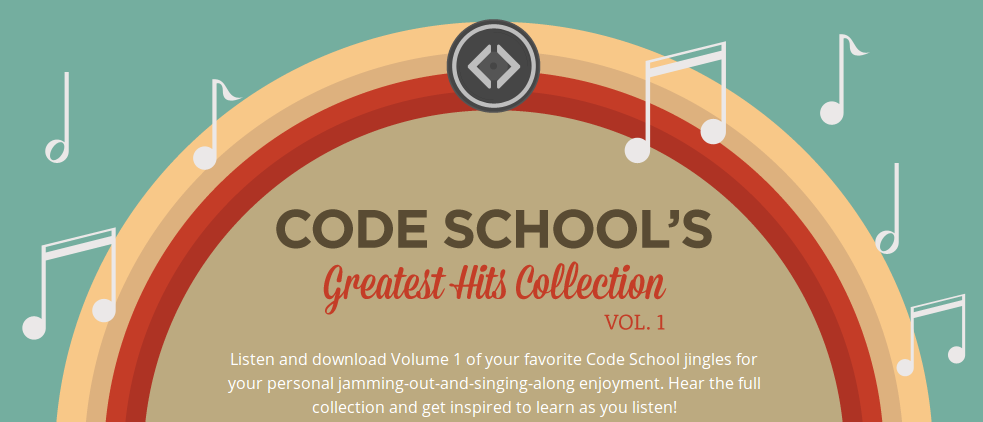 CODE SCHOOL’S
Greatest Hits Collection
VOL. 1
Listen and download Volume 1 of your favorite Code School jingles for
your personal jamming-out-and-singing-along enjoyment. Hear the full
collection and get inspired to learn as you listen!